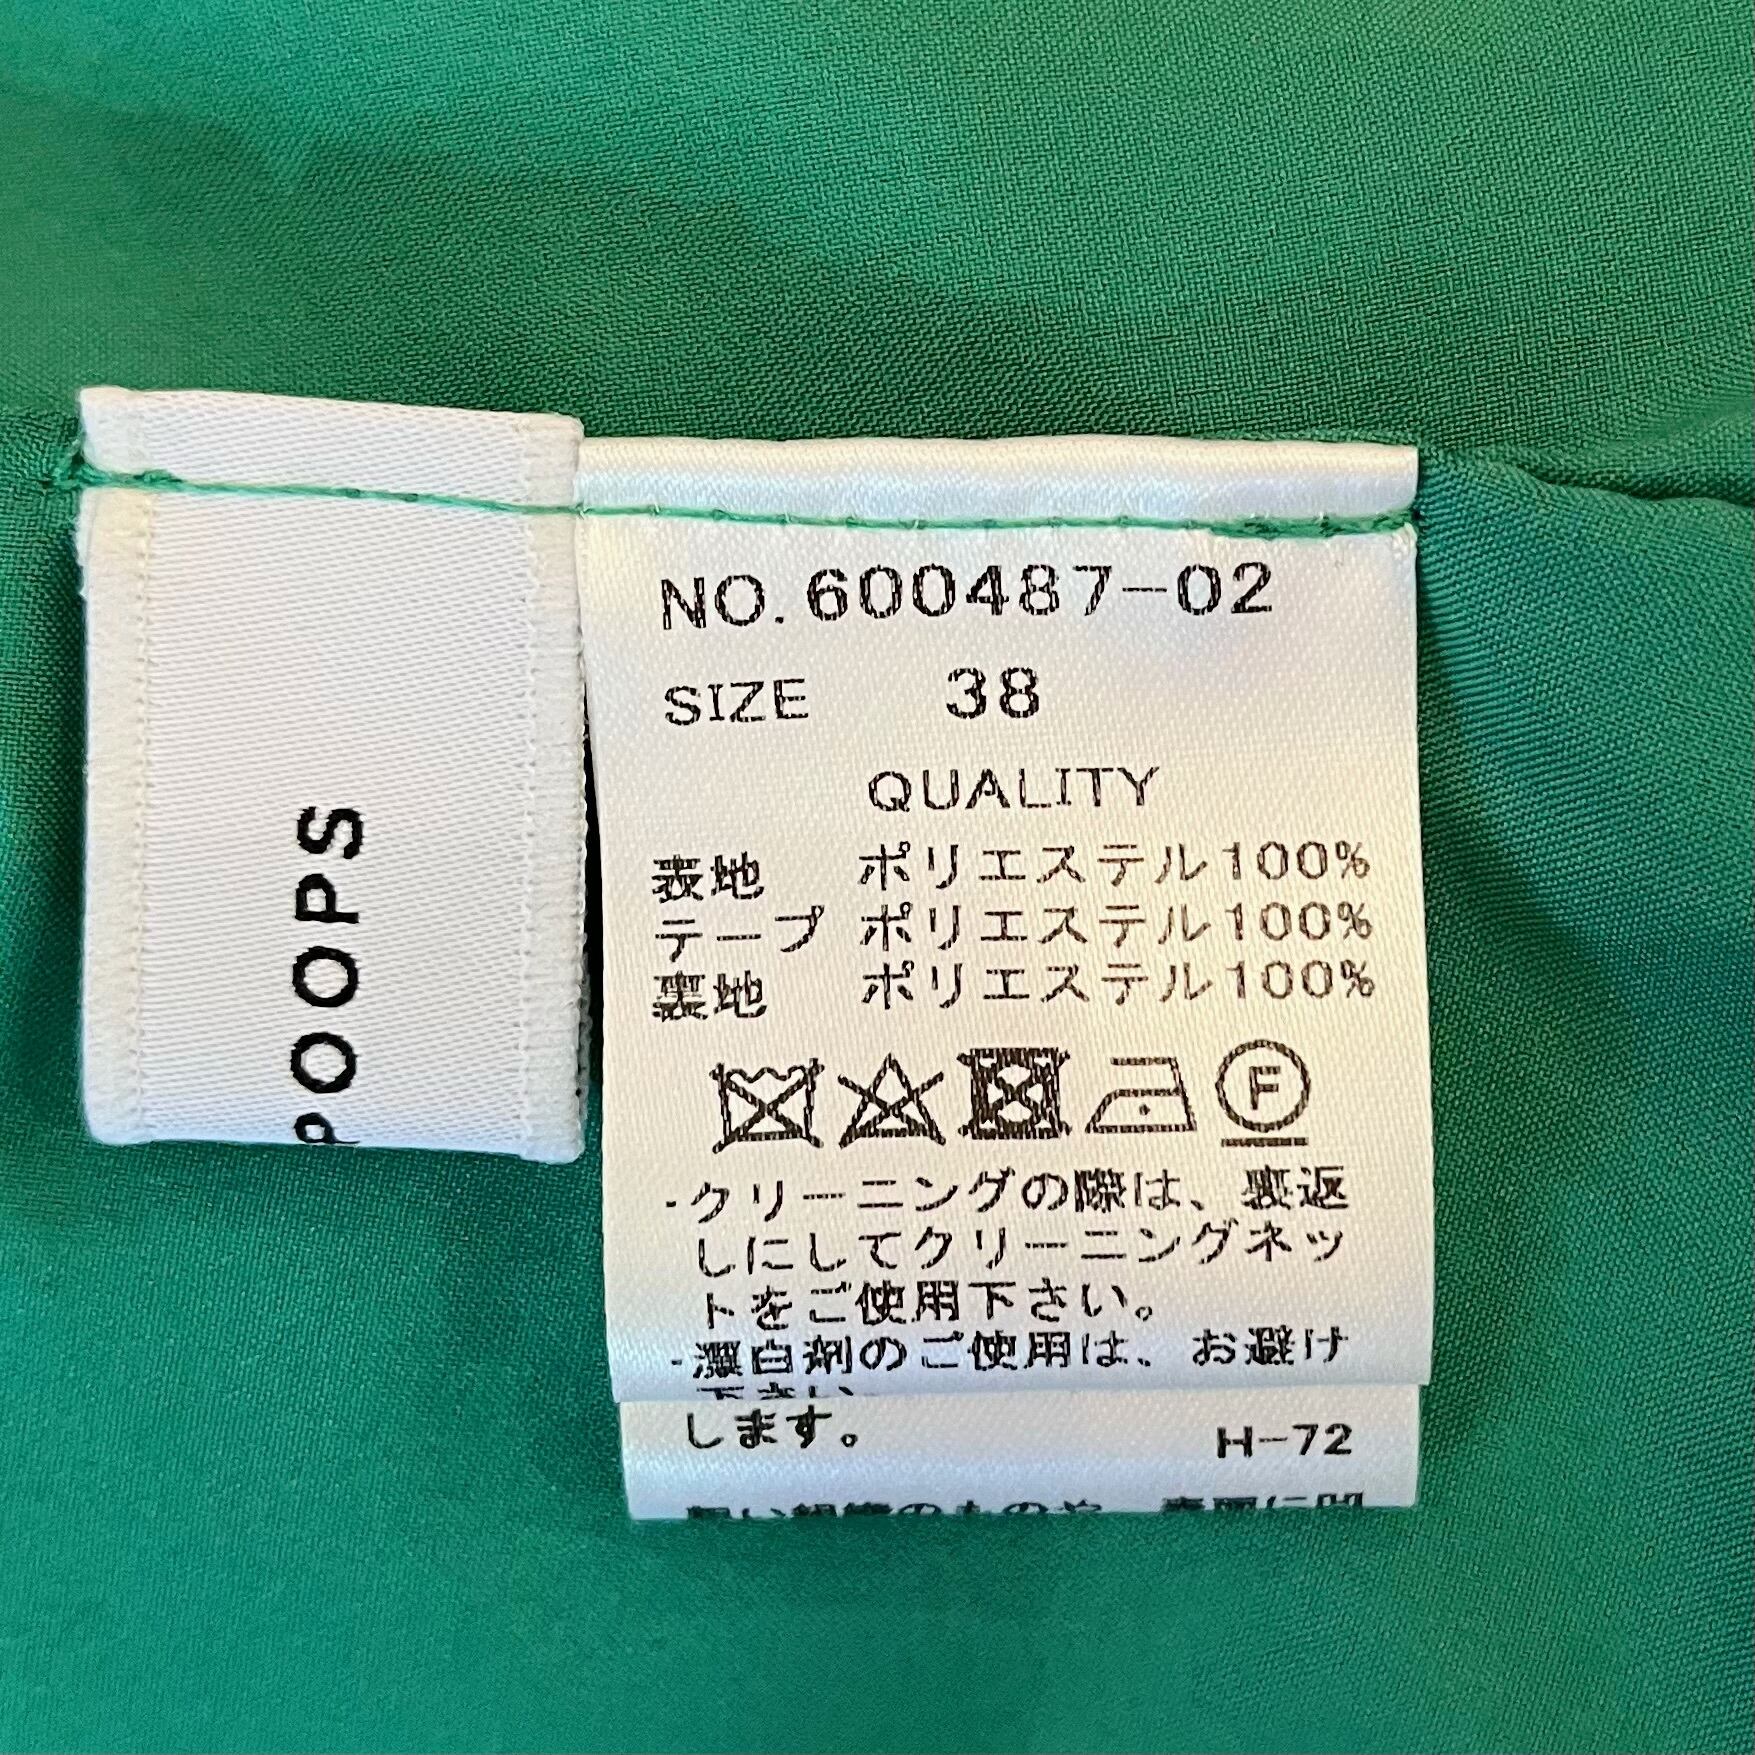 POOPS
NO. 600487-02
SIZE 38
QUALITY
表地 ポリエステル100%
テープ ポリエステル100%
裏地 ポリエステル100%
F
・クリーニングの際は、裏返
しにしてクリーニングネッ
トをご使用下さい。
・漂白剤のご使用は、お避け
下さい。
します。 H-72